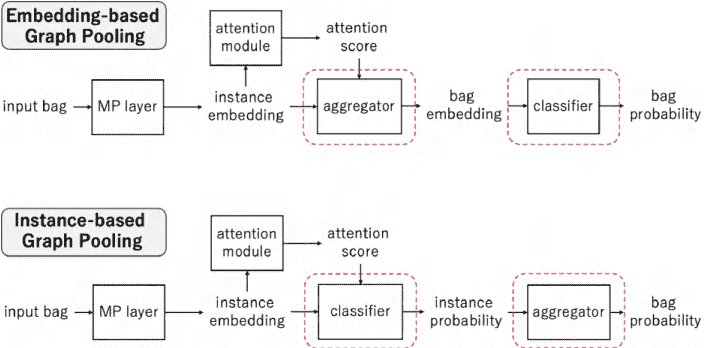 Embedding-based
Graph Pooling
attention
module
attention
score
input bag
MP layer
instance
embedding
aggregator
bag
embedding
classifier
bag
probability
Instance-based
Graph Pooling
attention
module
attention
score
input bag
MP layer
instance
embedding
classifier
instance
probability
aggregator
bag
probability